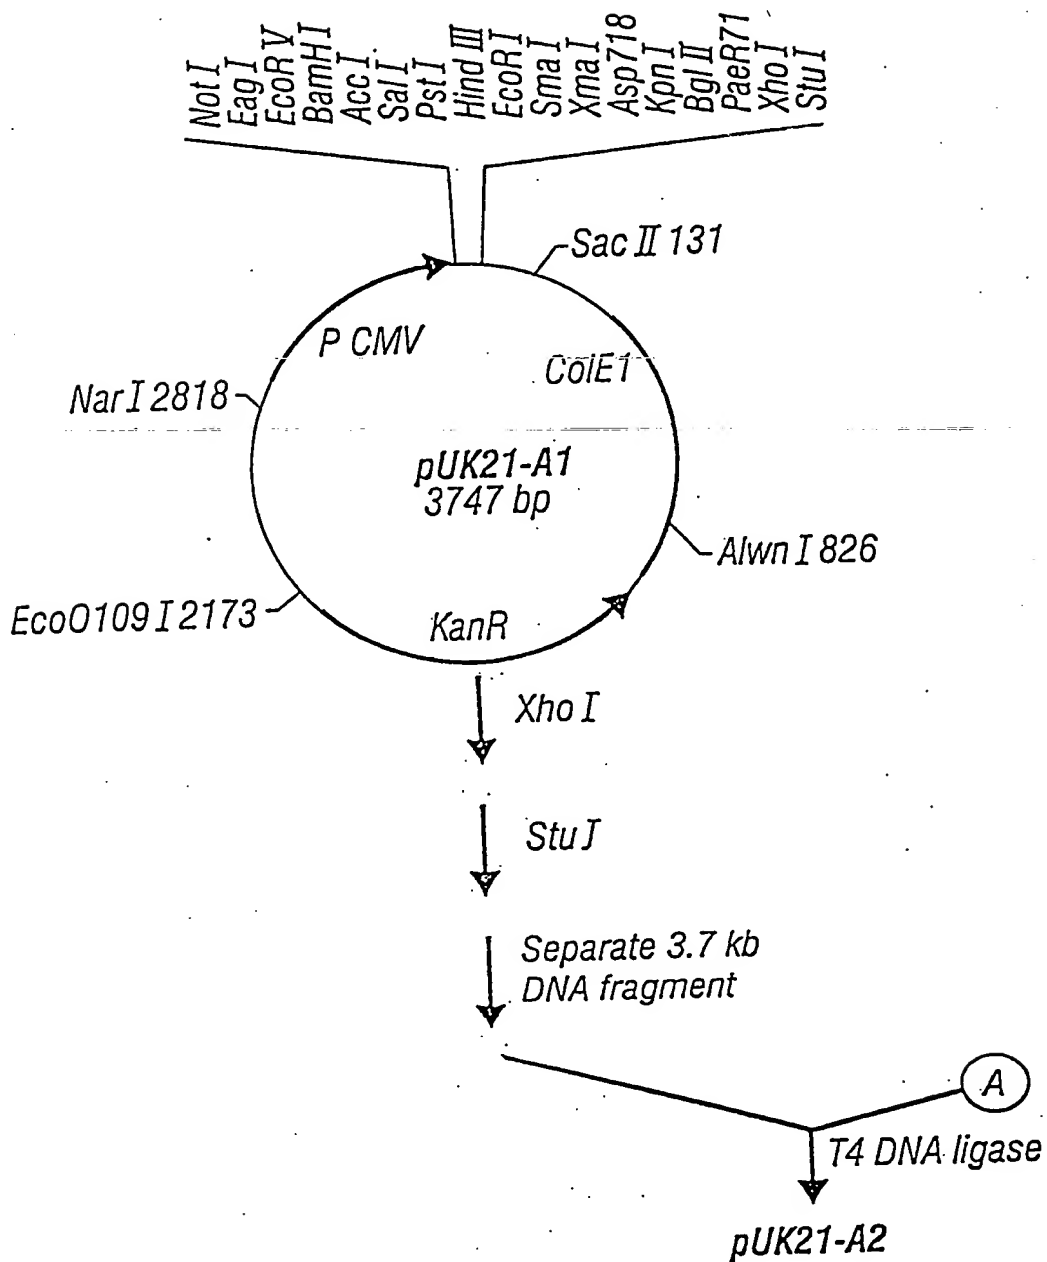 Not I
Eag I
EcoR V
BamH I
Acc I
Sal I
Pst I
Hind III
EcoR I
Sma I
Xma I
Asp718
Kpn I
Bgl II
PaeR71
Xho I
Stu I
Sac II 131
P CMV
ColE1
Nar I 2818
pUK21-A1
3747 bp
Alwn I 826
EcoO109 I 2173
KanR
Xho I
Stu I
Separate 3.7 kb
DNA fragment
A
T4 DNA ligase
pUK21-A2